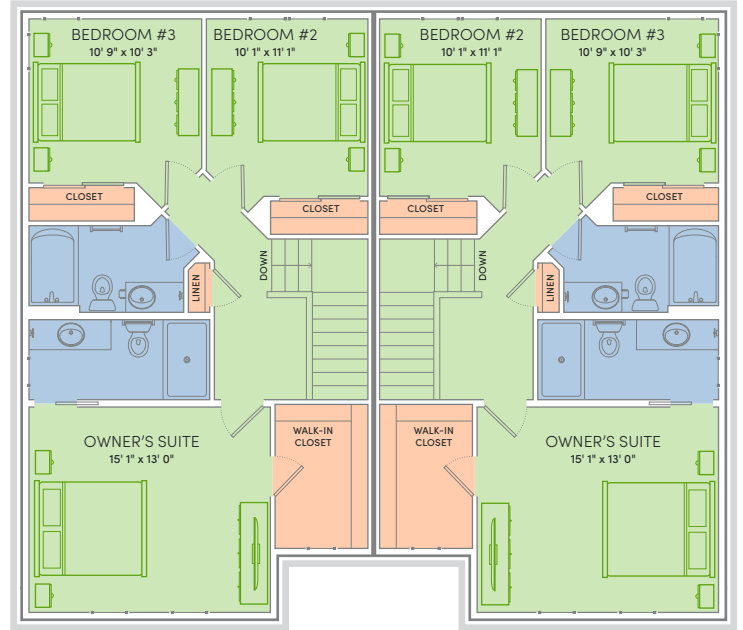 BEDROOM #3
10' 9" x 10' 3"
BEDROOM #2
10' 1" x 11' 1"
BEDROOM #2
10' 1" x 11' 1"
BEDROOM #3
10' 9" x 10' 3"
CLOSET
CLOSET
CLOSET
CLOSET
DOWN
DOWN
LINEN
LINEN
WALK-IN
CLOSET
WALK-IN
CLOSET
OWNER'S SUITE
15' 1" x 13' 0"
OWNER'S SUITE
15' 1" x 13' 0"